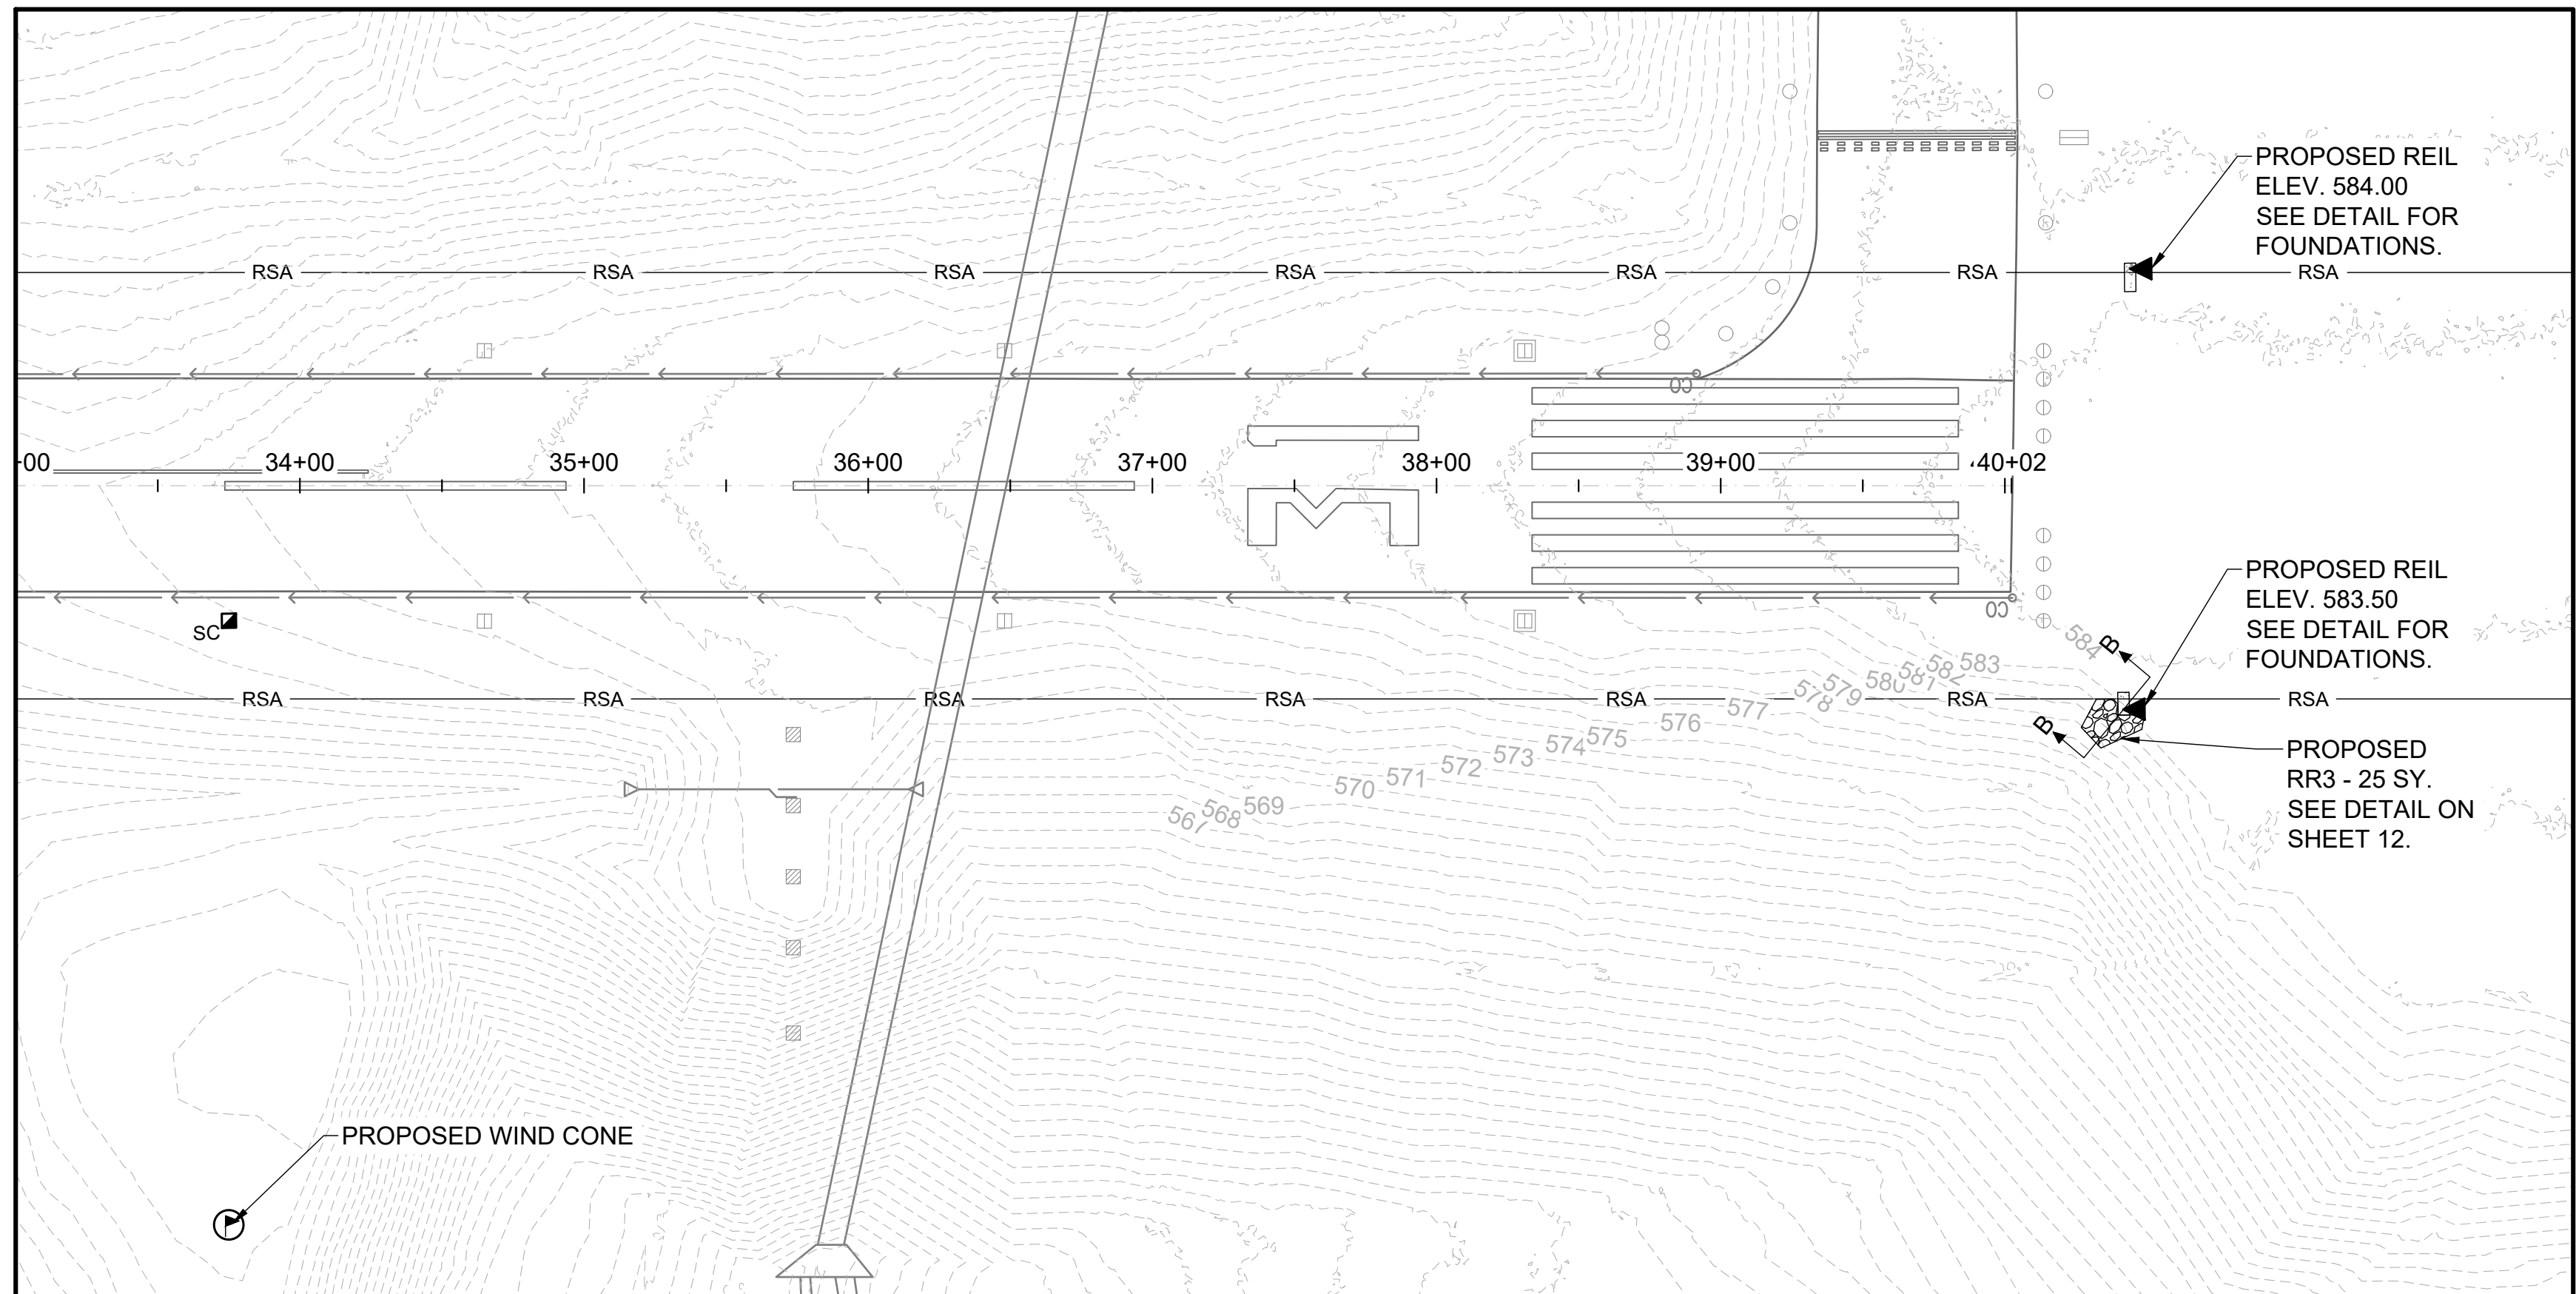 PROPOSED REIL
ELEV. 584.00
SEE DETAIL FOR
FOUNDATIONS.
RSA RSA RSA RSA RSA RSA RSA
34+00 35+00 36+00 37+00 38+00 39+00 40+02
PROPOSED REIL
ELEV. 583.50
SEE DETAIL FOR
FOUNDATIONS.
SC
584
B
583
582
581
580
579
578
577
576
575
574
573
572
571
570
569
568
567
RSA RSA RSA RSA RSA RSA RSA
B
PROPOSED
RR3 - 25 SY.
SEE DETAIL ON
SHEET 12.
PROPOSED WIND CONE